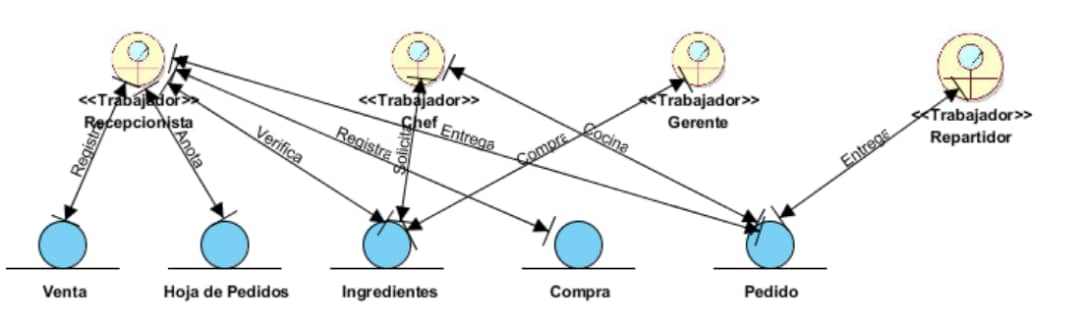 <<Trabajador>>
Recepcionista
<<Trabajador>>
Chef
<<Trabajador>>
Gerente
<<Trabajador>>
Repartidor
Registra
Anota
Verifica
Registra
Solicita
Entrega
Compra
Cocina
Entrega
Venta
Hoja de Pedidos
Ingredientes
Compra
Pedido